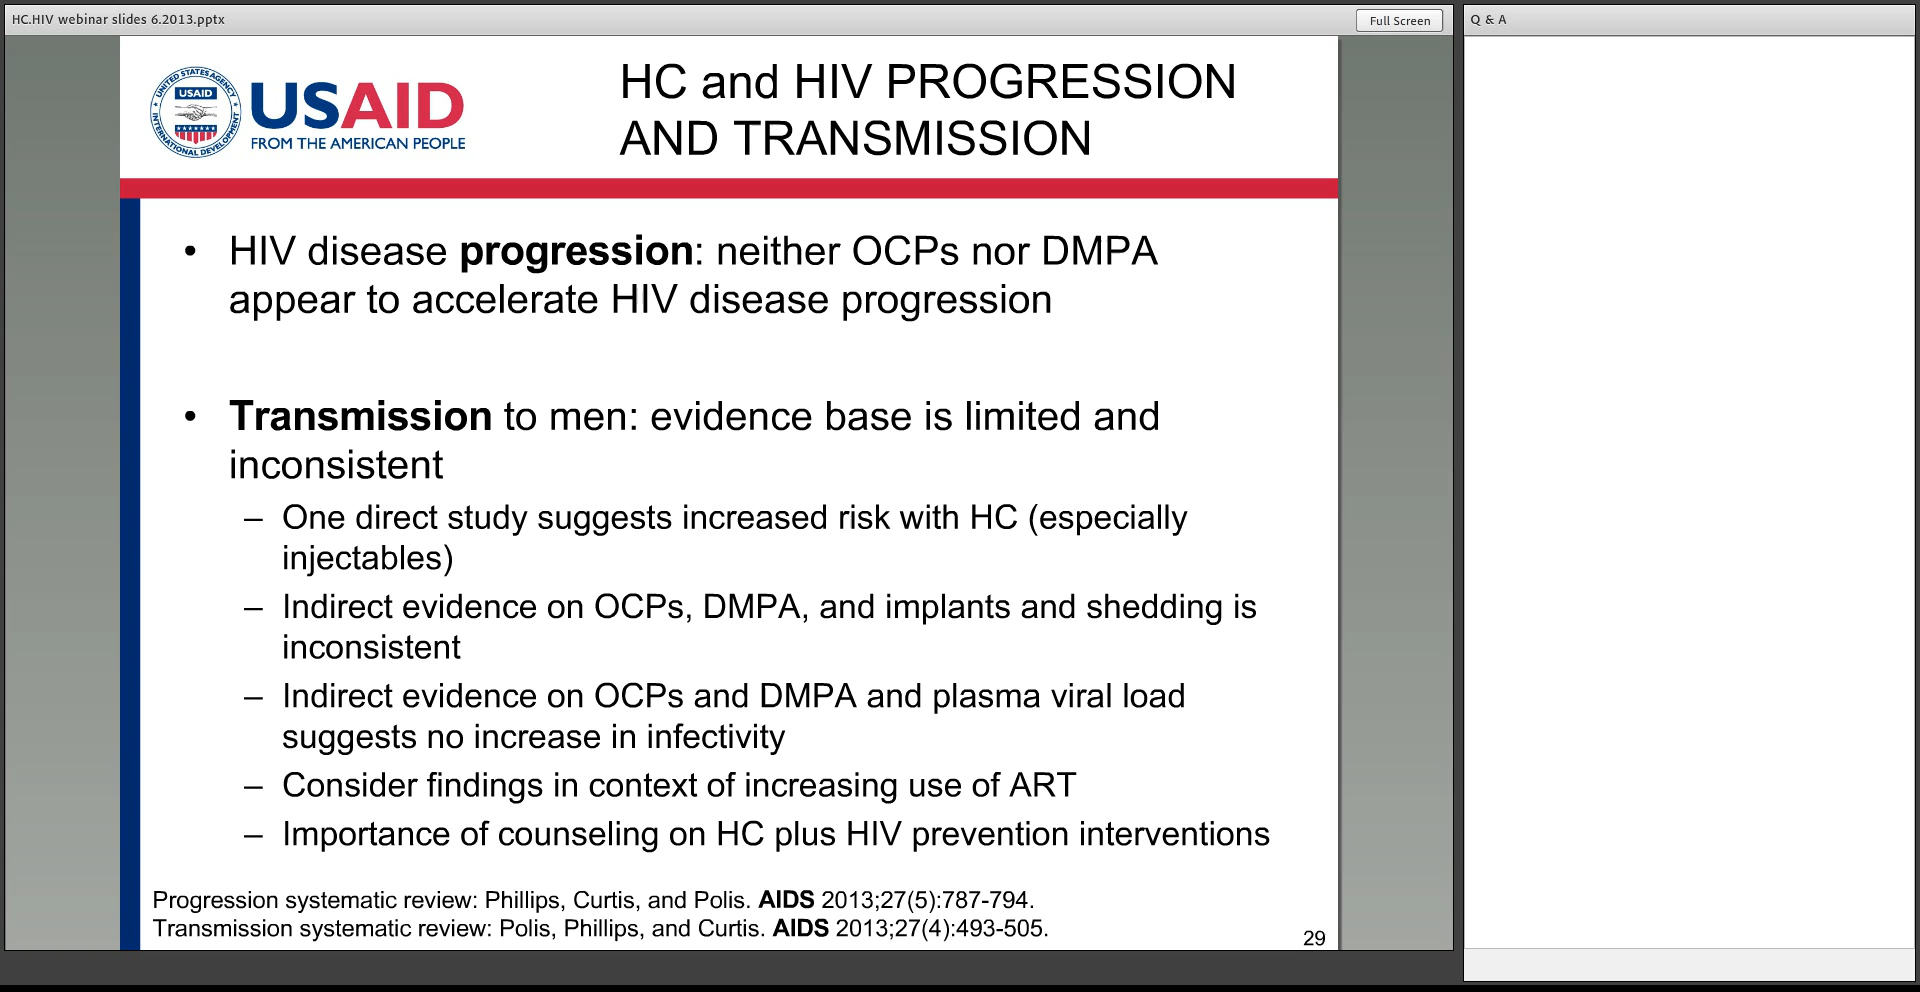 HC.HIV webinar slides 6.2013.pptx
Full Screen
Q & A
UNITED STATES AGENCY
USAID
INTERNATIONAL DEVELOPMENT
USAID
FROM THE AMERICAN PEOPLE
HC and HIV PROGRESSION
AND TRANSMISSION
• HIV disease progression: neither OCPs nor DMPA
appear to accelerate HIV disease progression
• Transmission to men: evidence base is limited and
inconsistent
– One direct study suggests increased risk with HC (especially
injectables)
– Indirect evidence on OCPs, DMPA, and implants and shedding is
inconsistent
– Indirect evidence on OCPs and DMPA and plasma viral load
suggests no increase in infectivity
– Consider findings in context of increasing use of ART
– Importance of counseling on HC plus HIV prevention interventions
Progression systematic review: Phillips, Curtis, and Polis. AIDS 2013;27(5):787-794.
Transmission systematic review: Polis, Phillips, and Curtis. AIDS 2013;27(4):493-505.
29